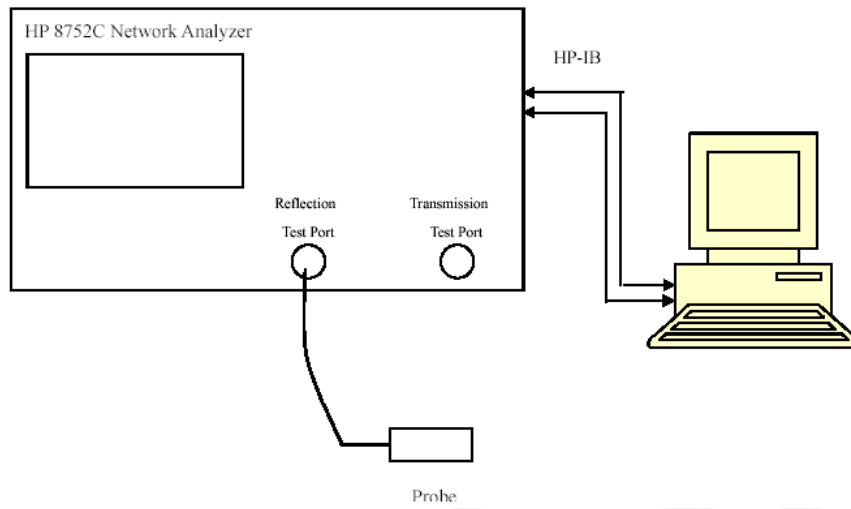 HP 8752C Network Analyzer
HP-IB
Reflection
Test Port
Transmission
Test Port
Probe